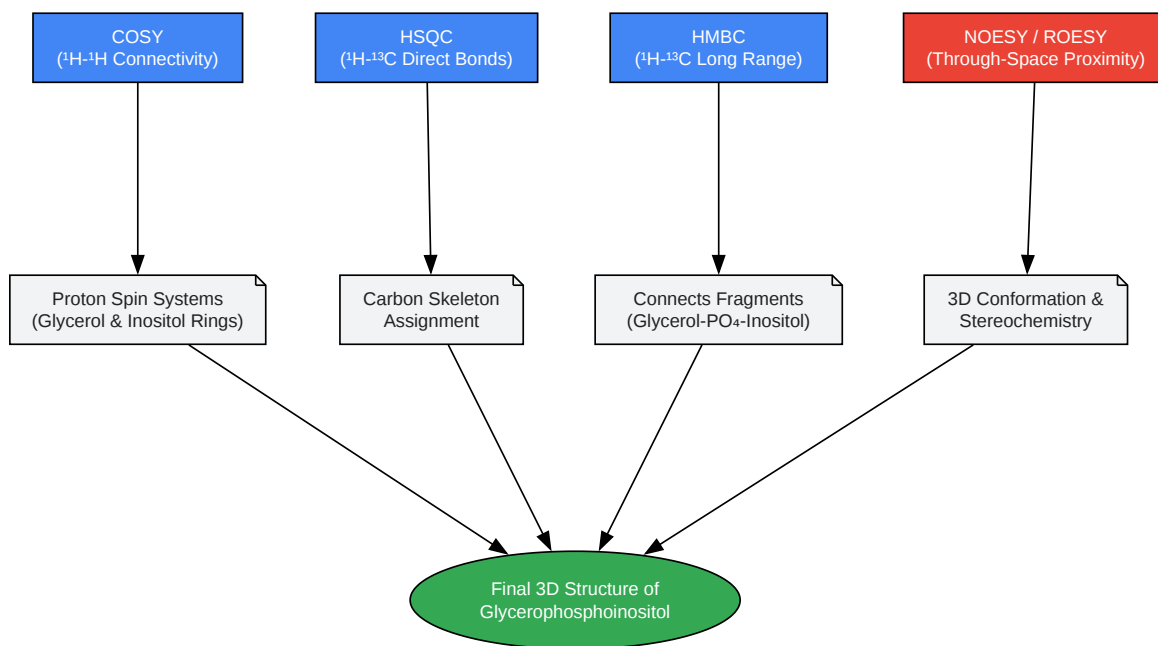 COSY
(¹H-¹H Connectivity)
HSQC
(¹H-¹³C Direct Bonds)
HMBC
(¹H-¹³C Long Range)
NOESY / ROESY
(Through-Space Proximity)
Proton Spin Systems
(Glycerol & Inositol Rings)
Carbon Skeleton
Assignment
Connects Fragments
(Glycerol-PO₄-Inositol)
3D Conformation &
Stereochemistry
Final 3D Structure of
Glycerophosphoinositol